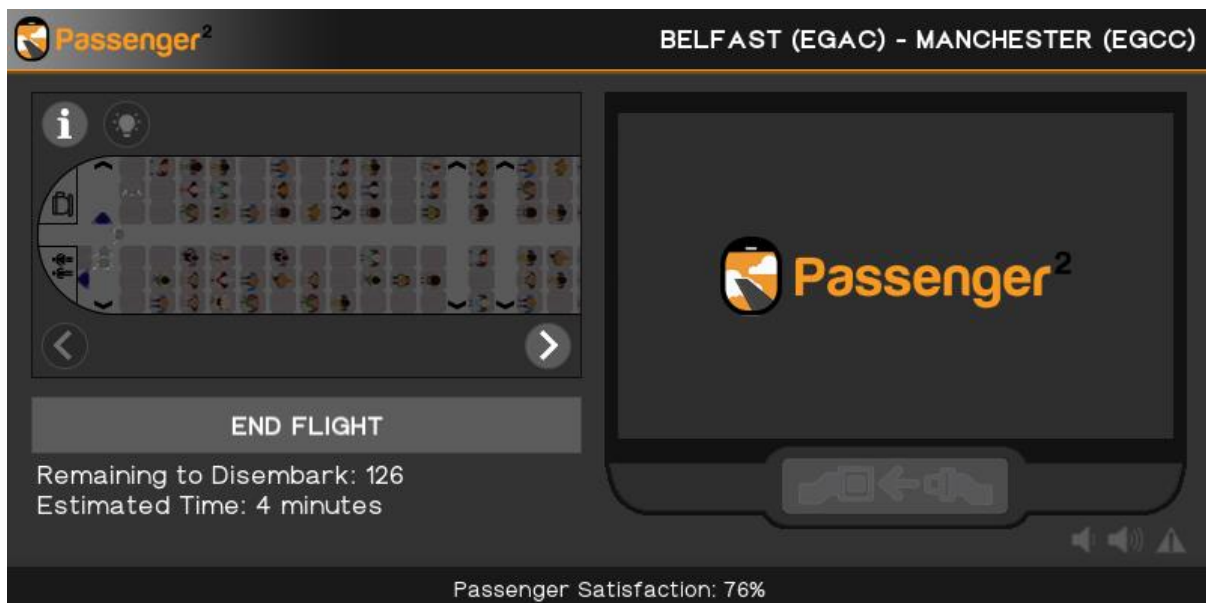 Passenger²
BELFAST (EGAC) - MANCHESTER (EGCC)
i
Passenger²
END FLIGHT
Remaining to Disembark: 126
Estimated Time: 4 minutes
Passenger Satisfaction: 76%